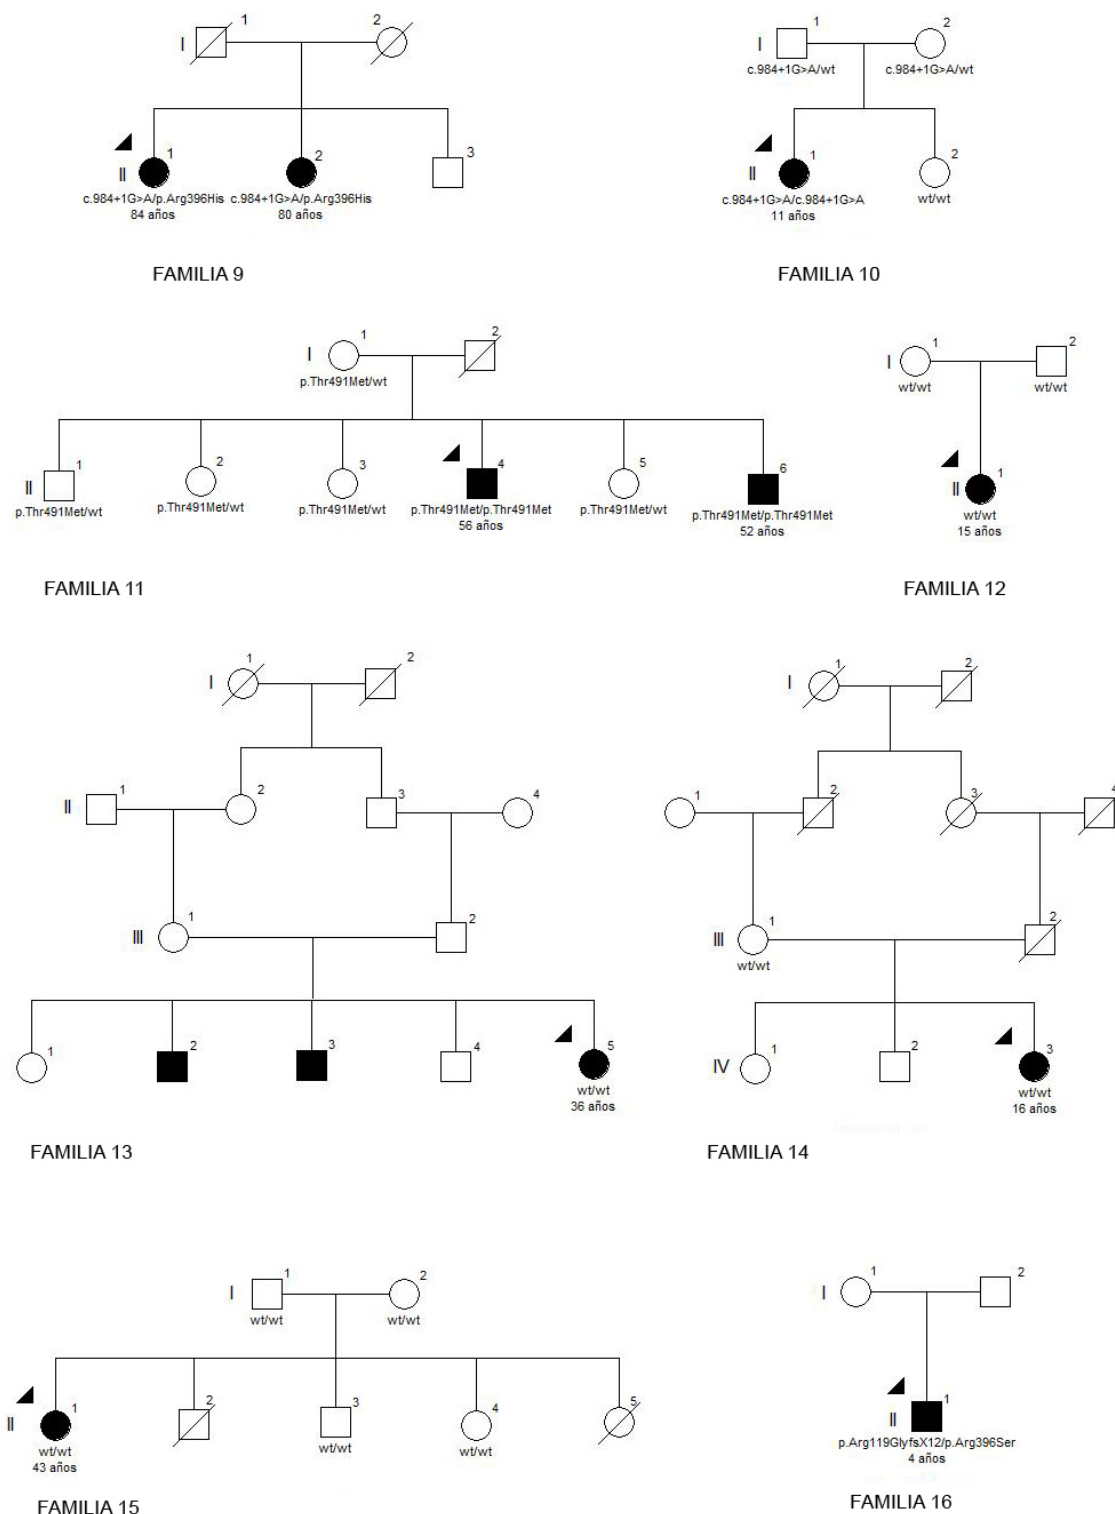 1
2
I
1
2
3
II
c.984+1G>A/p.Arg396His
c.984+1G>A/p.Arg396His
84 años
80 años
FAMILIA 9
1
2
I
c.984+1G>A/wt
c.984+1G>A/wt
1
2
II
c.984+1G>A/c.984+1G>A
wt/wt
11 años
FAMILIA 10
1
2
I
p.Thr491Met/wt
1
2
3
4
5
6
II
p.Thr491Met/wt
p.Thr491Met/wt
p.Thr491Met/wt
p.Thr491Met/p.Thr491Met
p.Thr491Met/wt
p.Thr491Met/p.Thr491Met
56 años
52 años
FAMILIA 11
1
2
I
wt/wt
wt/wt
1
II
wt/wt
15 años
FAMILIA 12
1
2
I
1
2
3
4
II
1
2
III
1
2
3
4
5
wt/wt
36 años
FAMILIA 13
1
2
I
1
2
3
4
1
2
III
wt/wt
1
2
3
IV
wt/wt
16 años
FAMILIA 14
1
2
I
wt/wt
wt/wt
1
2
3
4
5
II
wt/wt
wt/wt
wt/wt
43 años
FAMILIA 15
1
2
I
1
II
p.Arg119GlyfsX12/p.Arg396Ser
4 años
FAMILIA 16